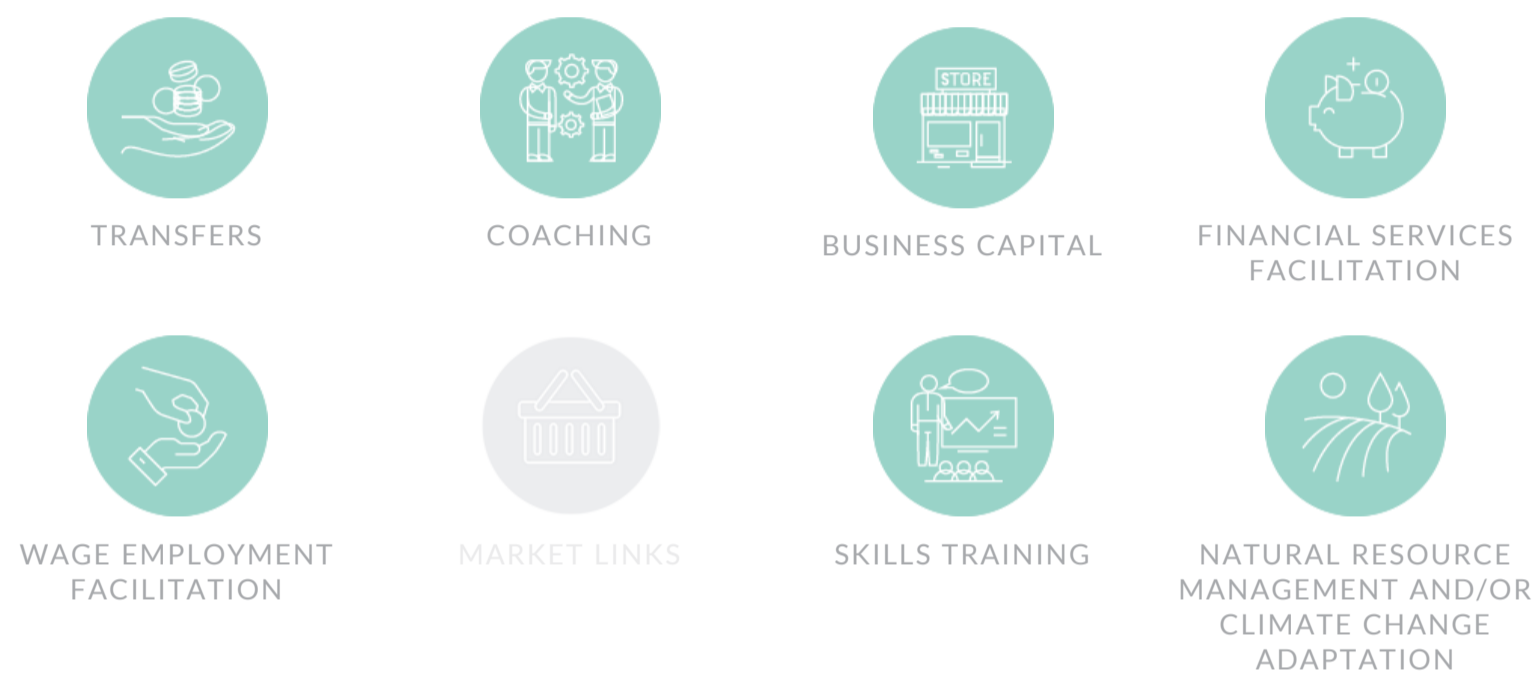 STORE
TRANSFERS
COACHING
BUSINESS CAPITAL
FINANCIAL SERVICES
FACILITATION
WAGE EMPLOYMENT
FACILITATION
MARKET LINKS
SKILLS TRAINING
NATURAL RESOURCE
MANAGEMENT AND/OR
CLIMATE CHANGE
ADAPTATION